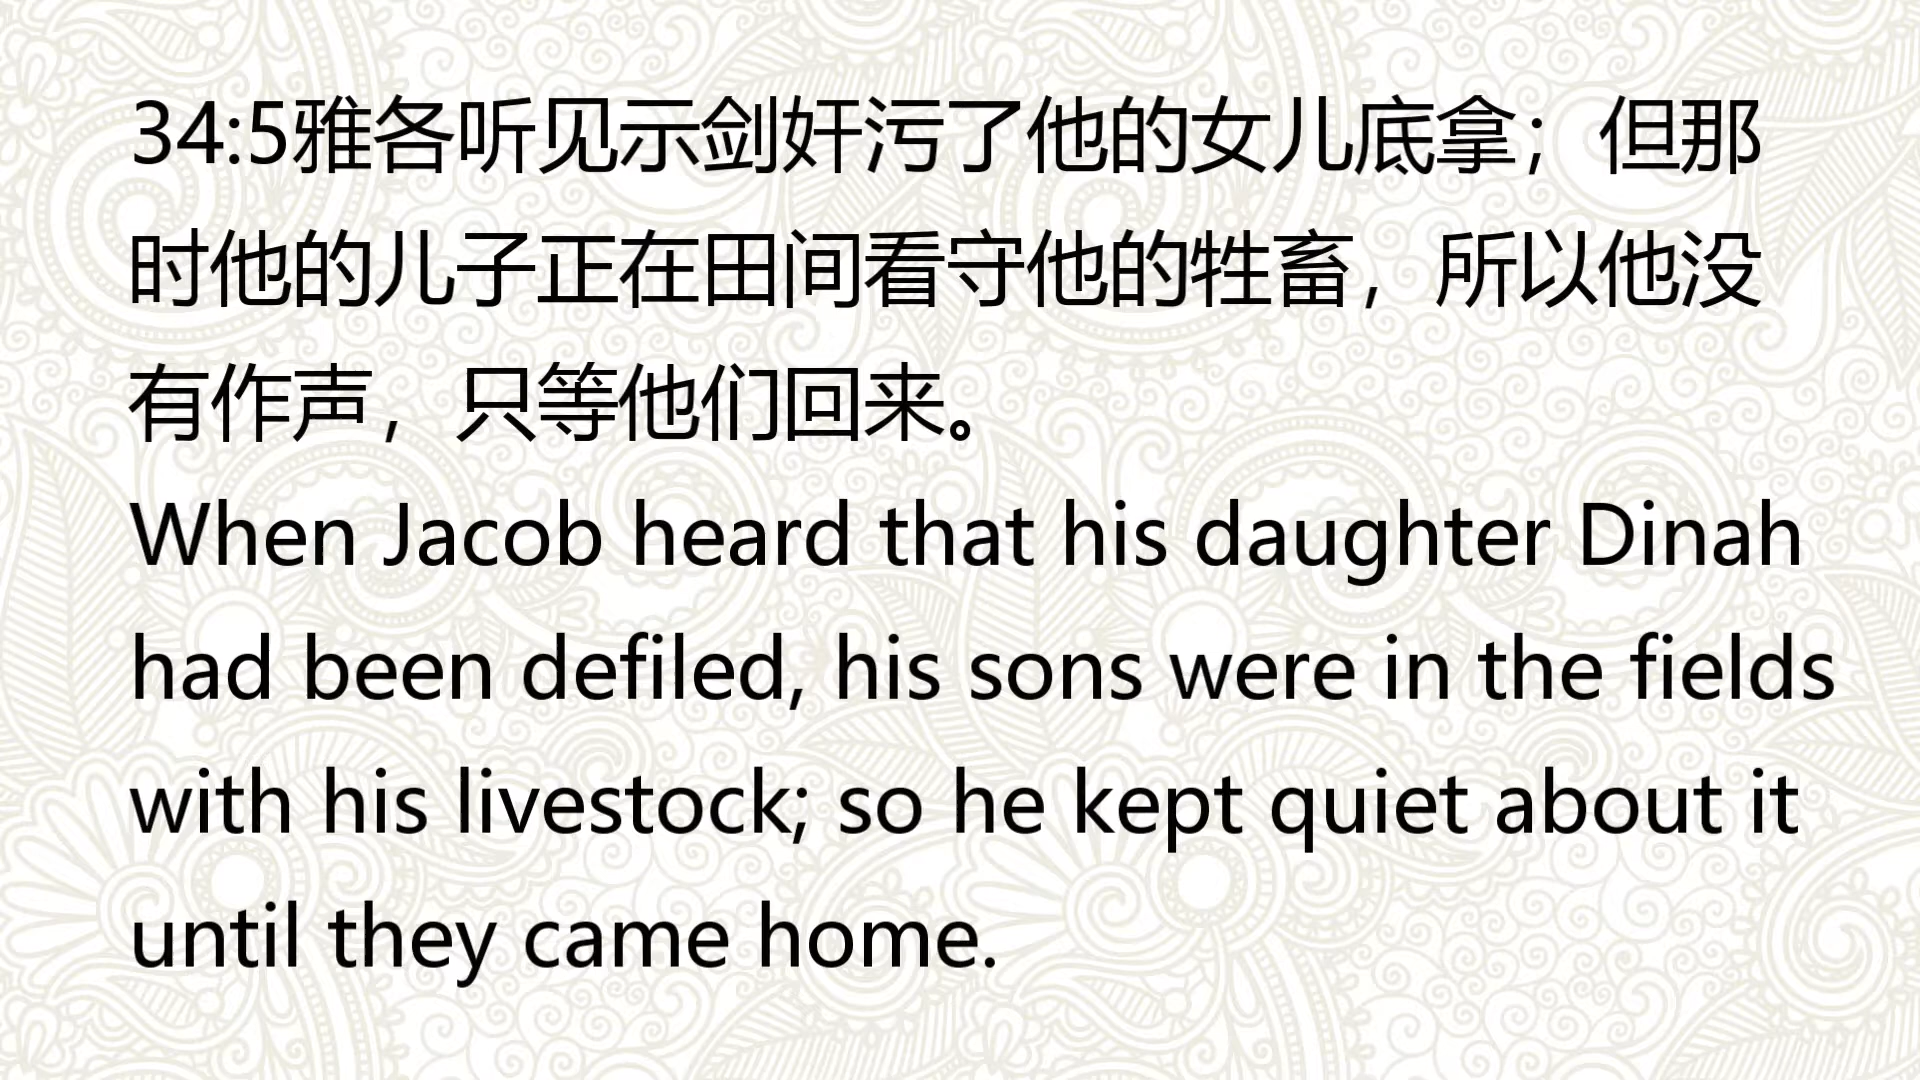 34:5雅各听见示剑奸污了他的女儿底拿；但那
时他的儿子正在田间看守他的牲畜，所以他没
有作声，只等他们回来。
When Jacob heard that his daughter Dinah
had been defiled, his sons were in the fields
with his livestock; so he kept quiet about it
until they came home.